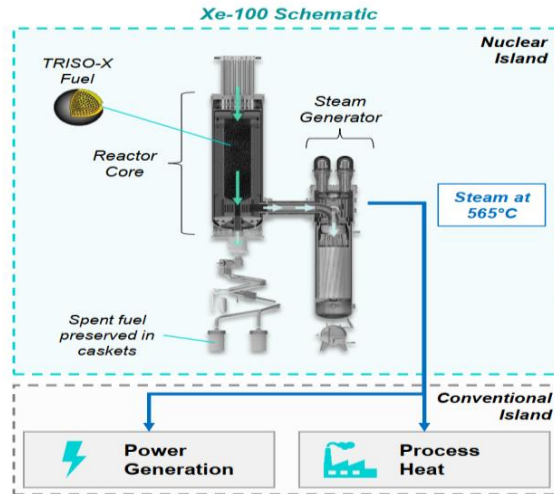 Xe-100 Schematic
Nuclear
Island
TRISO-X
Fuel
Steam
Generator
Reactor
Core
Steam at
565°C
Spent fuel
preserved in
caskets
Conventional
Island
Power
Generation
Process
Heat